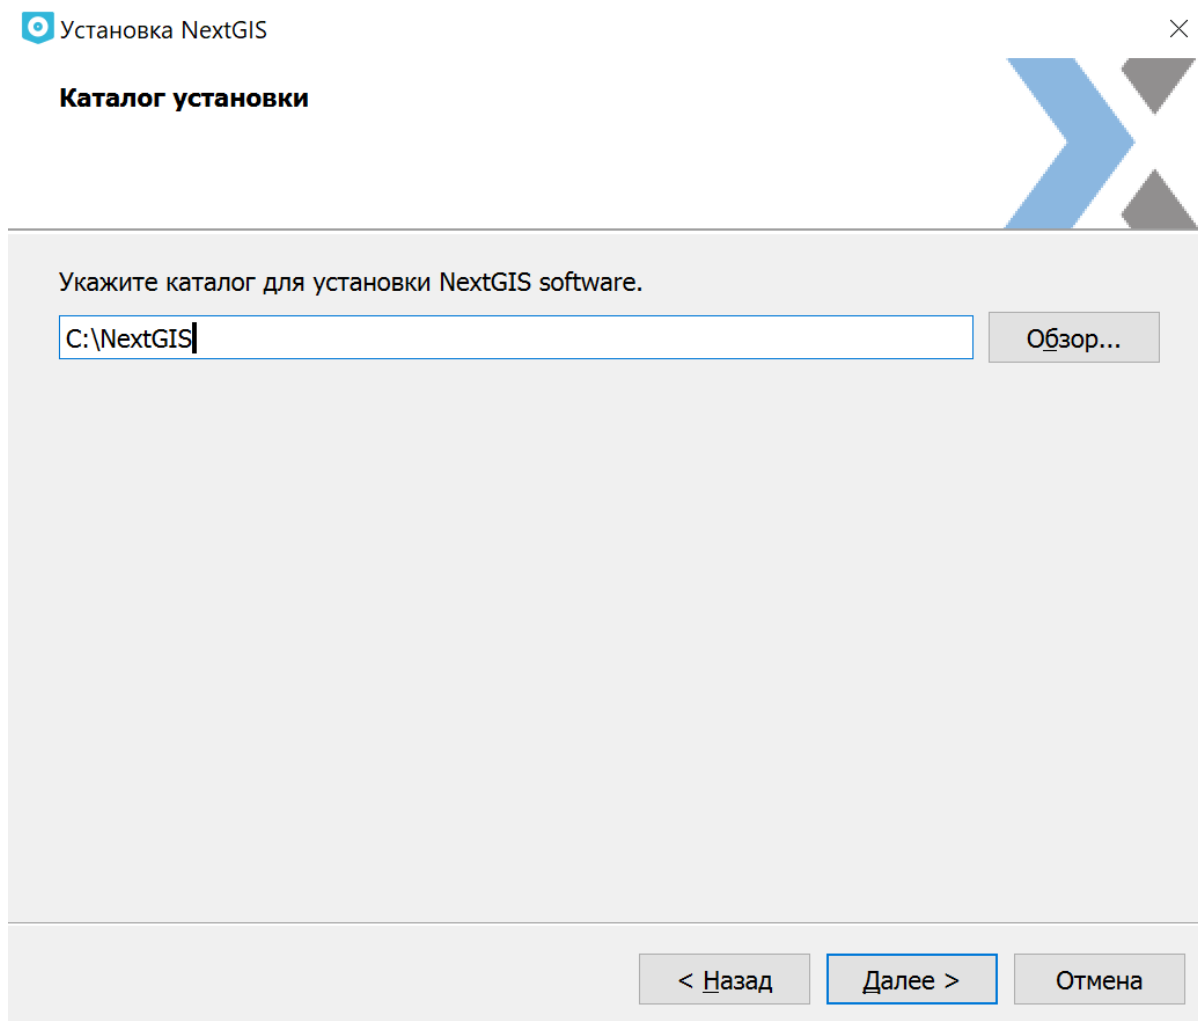 Установка NextGIS
Каталог установки
Укажите каталог для установки NextGIS software.
C:\NextGIS
Обзор...
< Назад
Далее >
Отмена